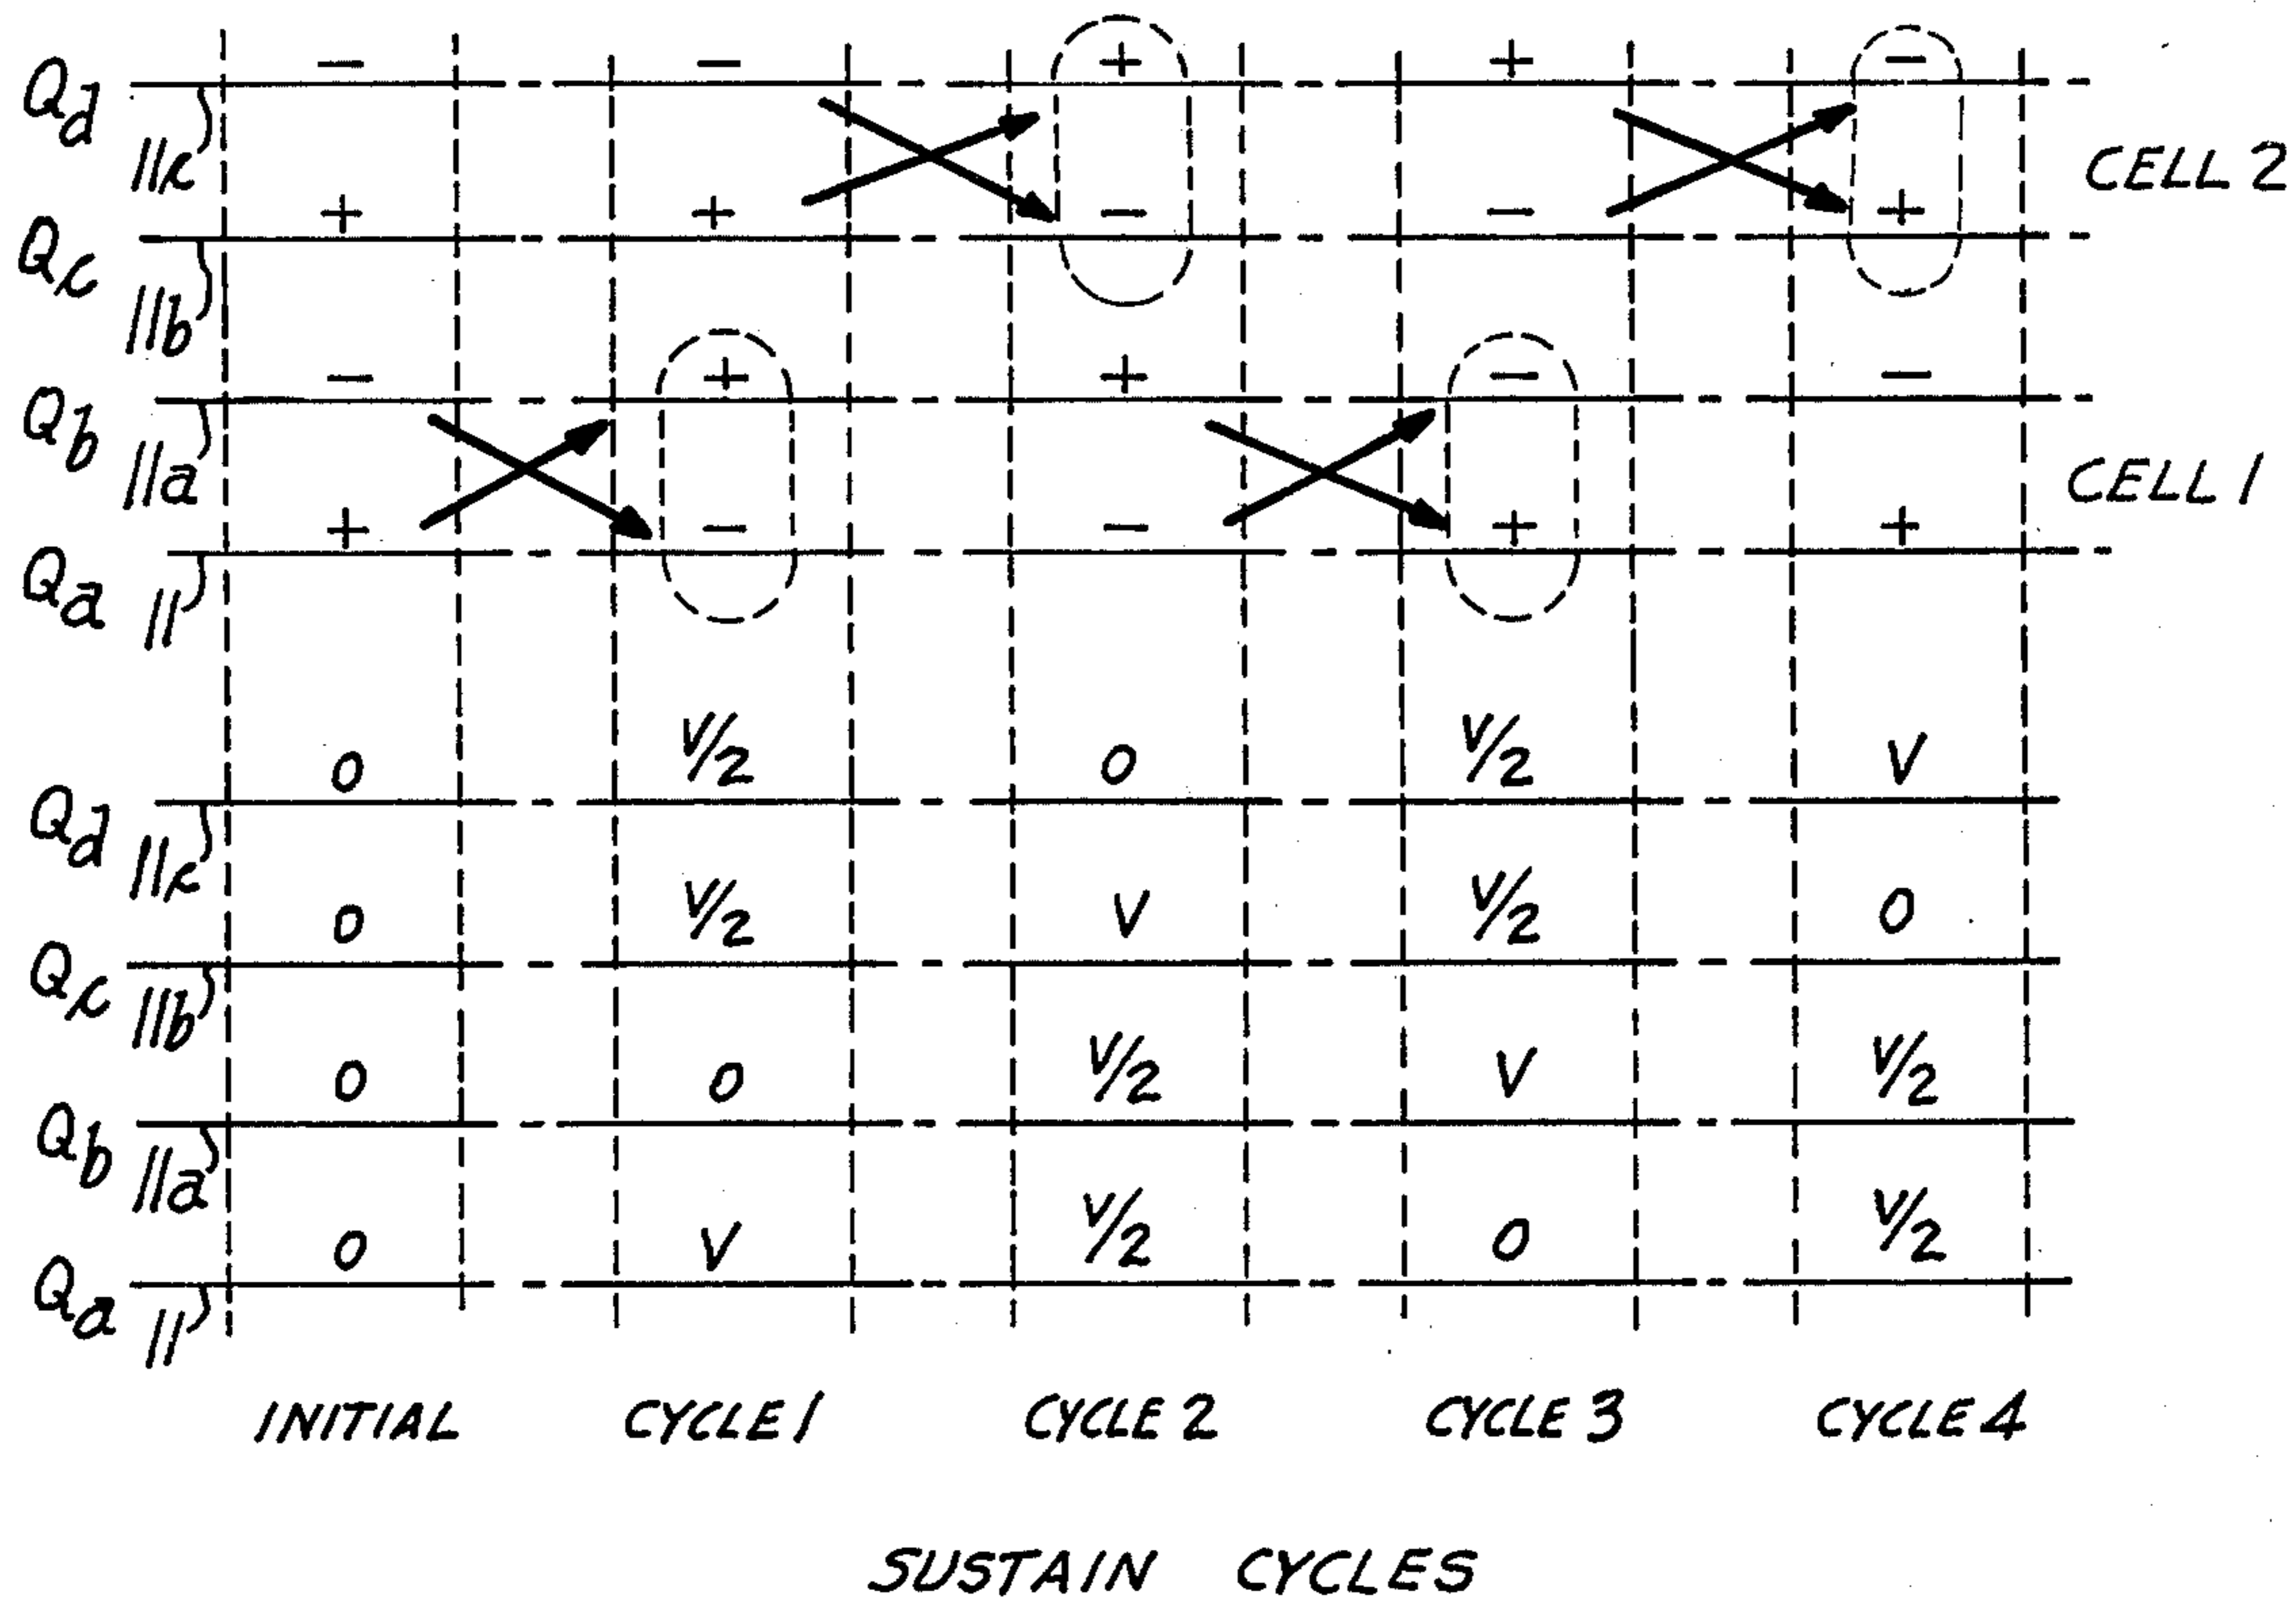 Qd 11c - - + + -
CELL 2
Qc 11b + + - - +
Qb 11a - + + - -
CELL 1
Qa 11 + - - + +
Qd 11c 0 V/2 0 V/2 V
Qc 11b 0 V/2 V V/2 0
Qb 11a 0 0 V/2 V V/2
Qa 11 0 V V/2 0 V/2
INITIAL CYCLE 1 CYCLE 2 CYCLE 3 CYCLE 4
SUSTAIN CYCLES